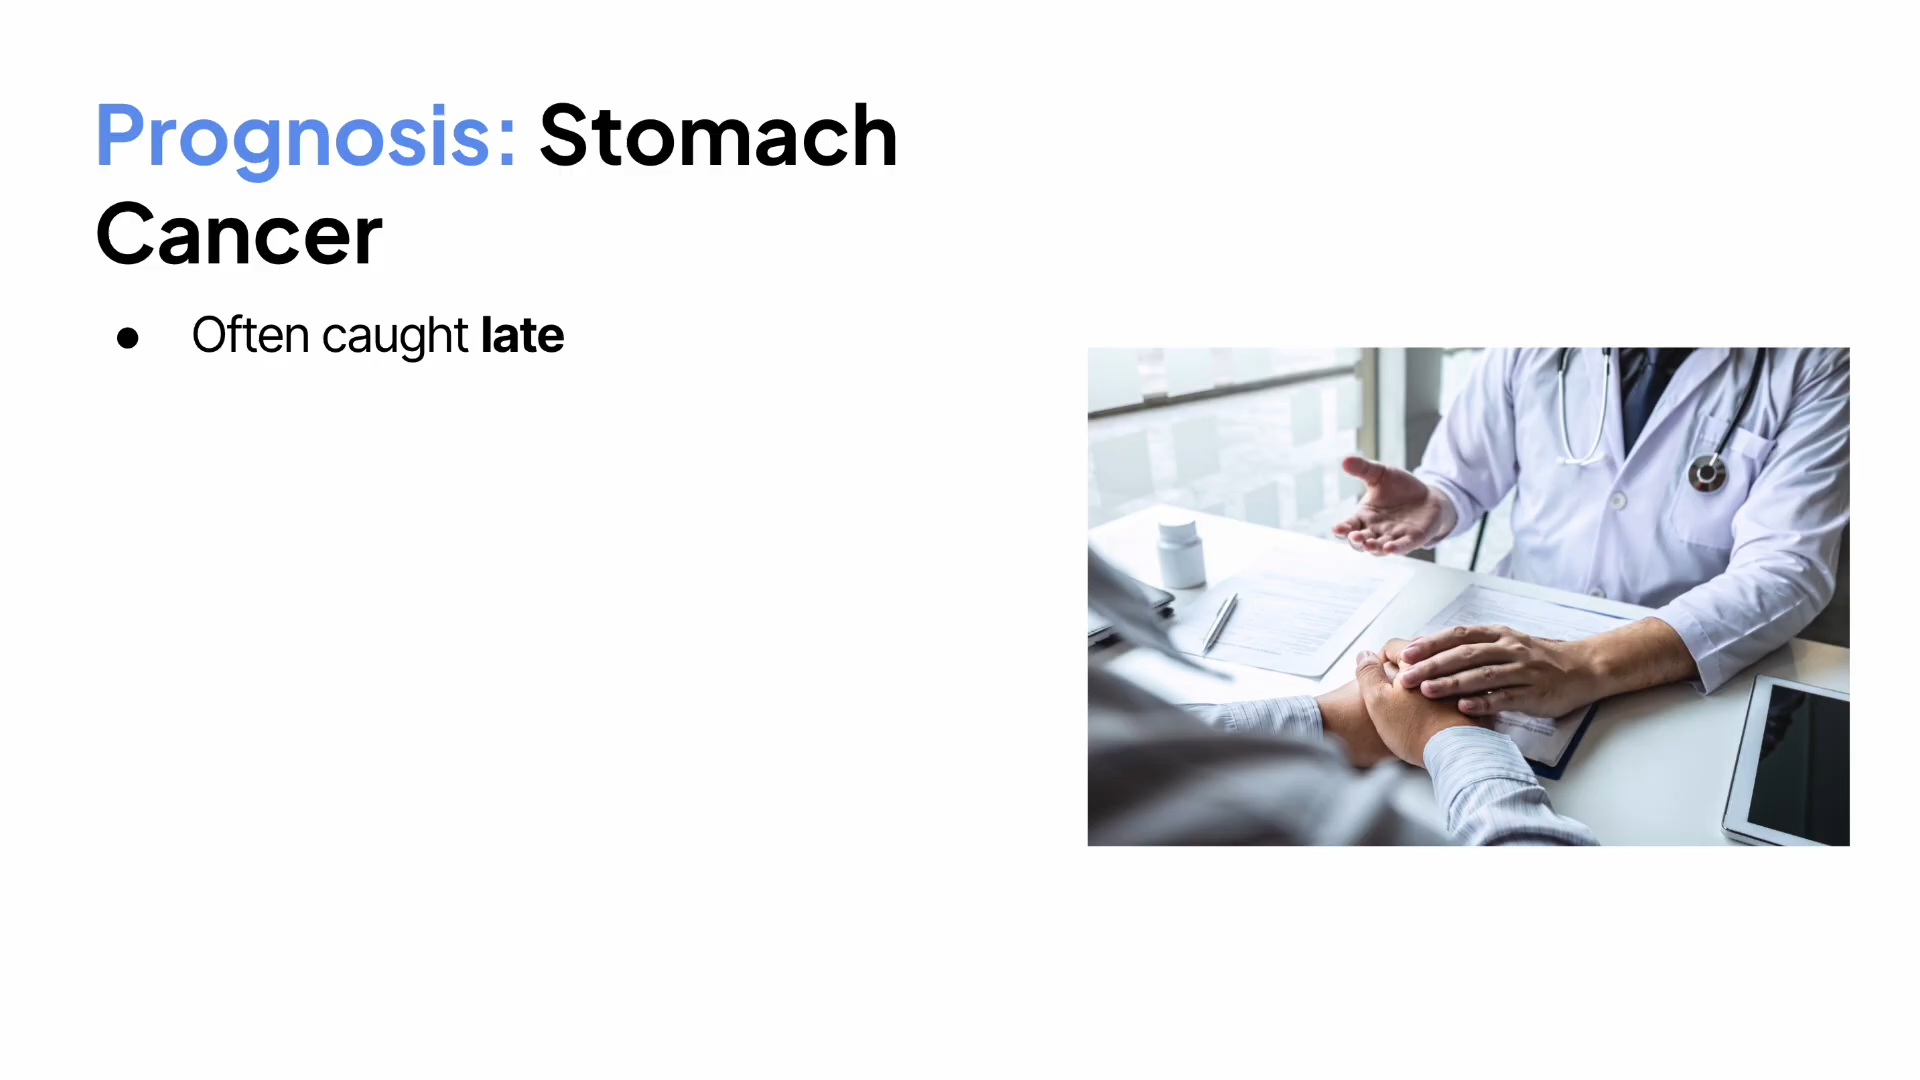 Prognosis: Stomach
Cancer
● Often caught late